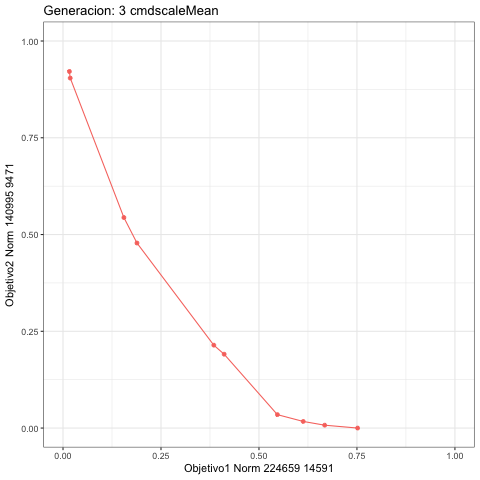 Generacion: 3 cmdscaleMean
1.00
0.75
0.50
0.25
0.00
Objetivo2 Norm 140995 9471
0.00 0.25 0.50 0.75 1.00
Objetivo1 Norm 224659 14591